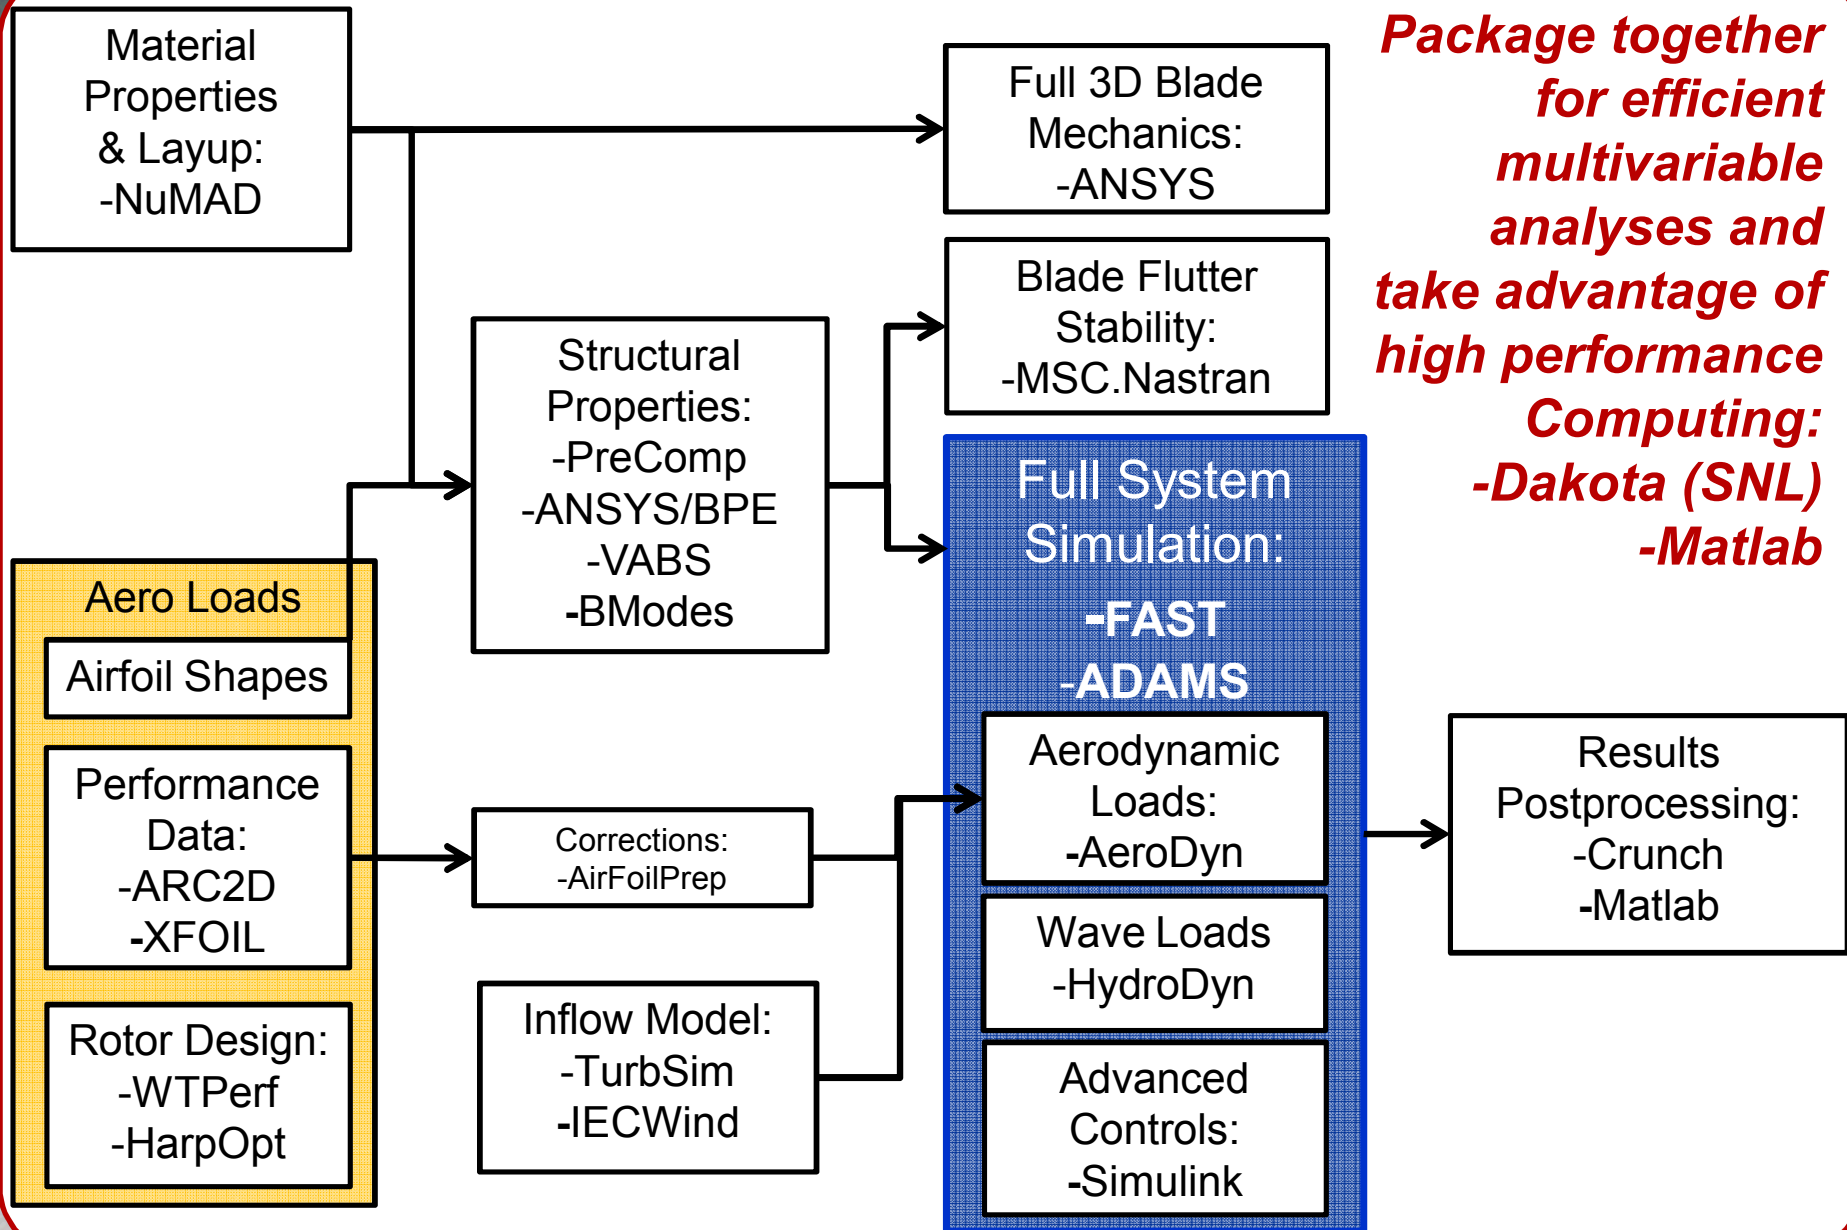 Material
Properties
& Layup:
-NuMAD
Full 3D Blade
Mechanics:
-ANSYS
Package together
for efficient
multivariable
analyses and
take advantage of
high performance
Computing:
-Dakota (SNL)
-Matlab
Blade Flutter
Stability:
-MSC.Nastran
Structural
Properties:
-PreComp
-ANSYS/BPE
-VABS
-BModes
Full System
Simulation:
-FAST
-ADAMS
Aero Loads
Airfoil Shapes
Performance
Data:
-ARC2D
-XFOIL
Rotor Design:
-WTPerf
-HarpOpt
Corrections:
-AirFoilPrep
Inflow Model:
-TurbSim
-IECWind
Aerodynamic
Loads:
-AeroDyn
Wave Loads
-HydroDyn
Advanced
Controls:
-Simulink
Results
Postprocessing:
-Crunch
-Matlab